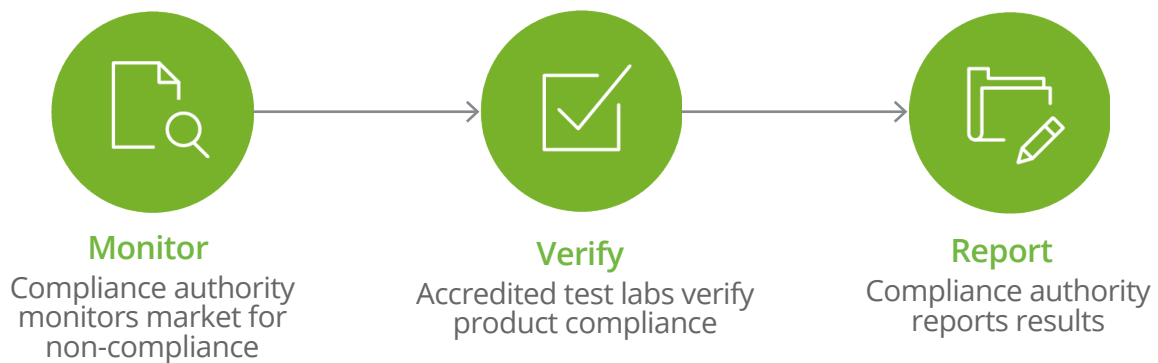 Monitor
Compliance authority
monitors market for
non-compliance
Verify
Accredited test labs verify
product compliance
Report
Compliance authority
reports results